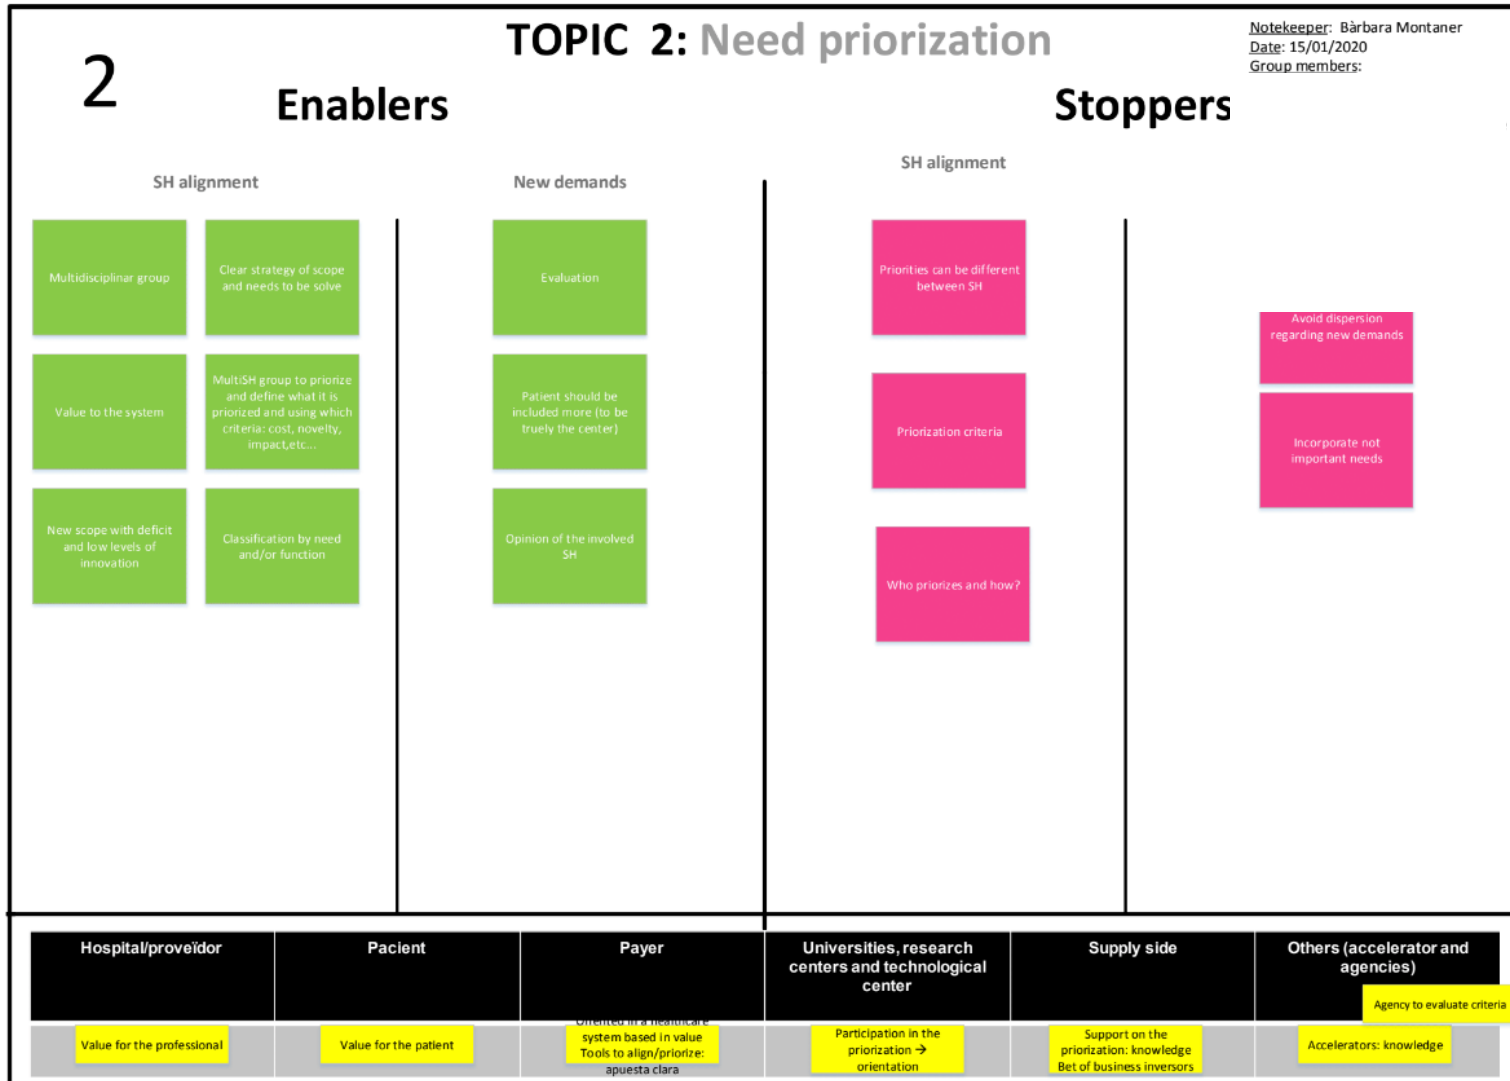 2
TOPIC 2: Need priorization
Notekeeper: Bàrbara Montaner
Date: 15/01/2020
Group members:
Enablers
Stoppers
SH alignment
New demands
SH alignment
Multidisciplinar group
Clear strategy of scope
and needs to be solve
Value to the system
MultiSH group to priorize
and define what it is
priorized and using which
criteria: cost, novelty,
impact,etc...
New scope with deficit
and low levels of
innovation
Classification by need
and/or function
Evaluation
Patient should be
included more (to be
truely the center)
Opinion of the involved
SH
Priorities can be different
between SH
Priorization criteria
Who priorizes and how?
Avoid dispersion
regarding new demands
Incorporate not
important needs
Hospital/proveïdor
Pacient
Payer
Universities, research
centers and technological
center
Supply side
Others (accelerator and
agencies)
Agency to evaluate criteria
Value for the professional
Value for the patient
Oriented in a healthcare
system based in value
Tools to align/priorize:
apuesta clara
Participation in the
priorization →
orientation
Support on the
priorization: knowledge
Bet of business inversors
Accelerators: knowledge